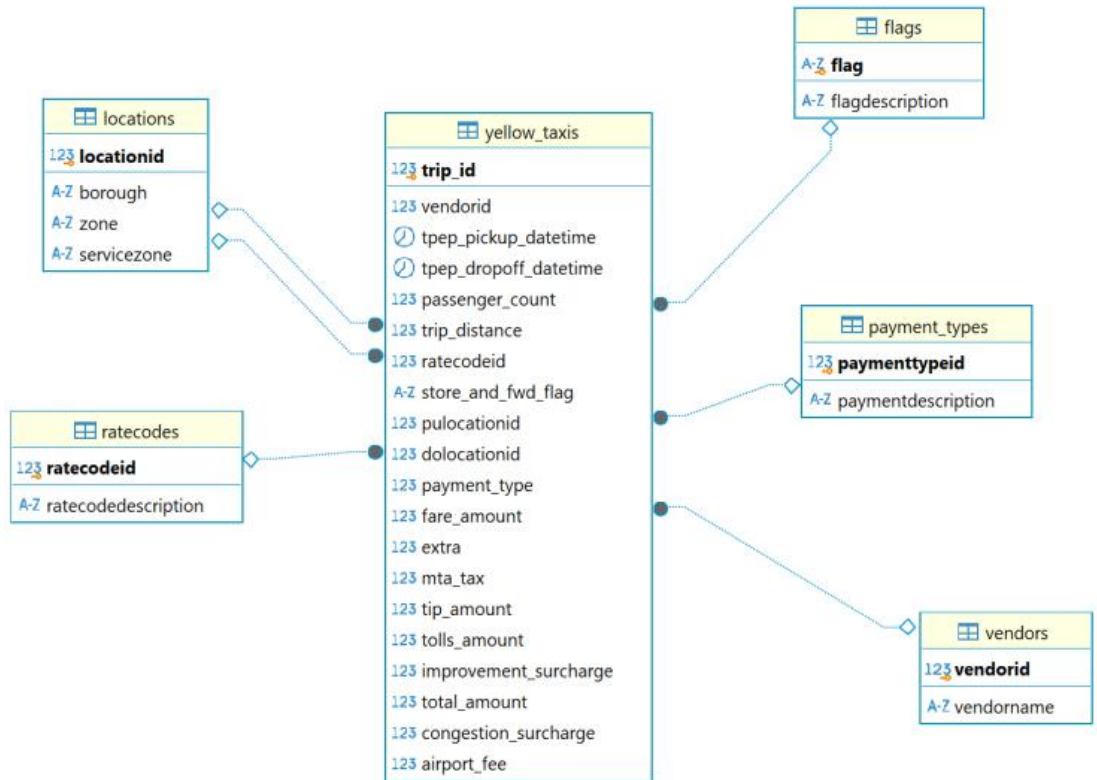 flags
A-Z flag
A-Z flagdescription
locations
123 locationid
A-Z borough
A-Z zone
A-Z servicezone
yellow_taxis
123 trip_id
123 vendorid
tpep_pickup_datetime
tpep_dropoff_datetime
123 passenger_count
123 trip_distance
123 ratecodeid
A-Z store_and_fwd_flag
123 pulocationid
123 dolocationid
123 payment_type
123 fare_amount
123 extra
123 mta_tax
123 tip_amount
123 tolls_amount
123 improvement_surcharge
123 total_amount
123 congestion_surcharge
123 airport_fee
payment_types
123 paymenttypeid
A-Z paymentdescription
ratecodes
123 ratecodeid
A-Z ratecodedescription
vendors
123 vendorid
A-Z vendorname